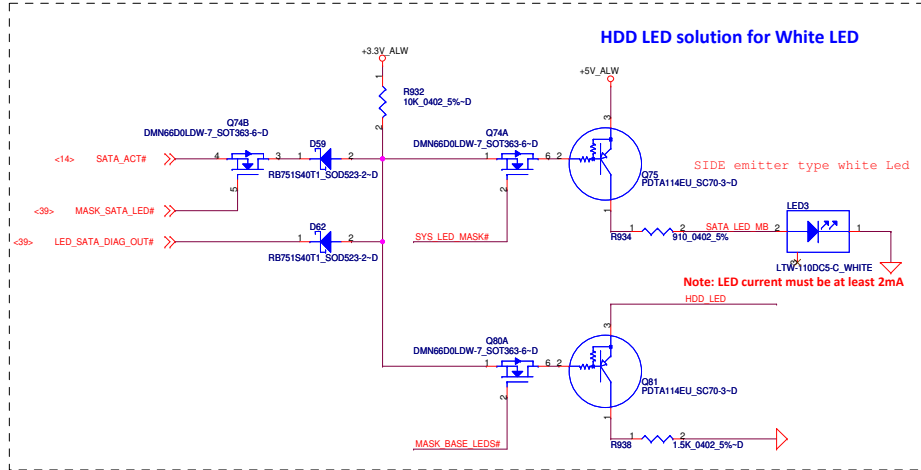 HDD LED solution for White LED
+3.3V_ALW
+5V_ALW
1
R932
10K_0402_5%~D
2
Q74B
DMN66D0LDW-7_SOT363-6~D
D59
Q74A
DMN66D0LDW-7_SOT363-6~D
3
<14> SATA_ACT#
4 3 1 2 1 6 2
RB751S40T1_SOD523-2~D
5
2
SIDE emitter type white Led
Q75
PDTA114EU_SC70-3~D
<39> MASK_SATA_LED#
D62
1
LED3
<39> LED_SATA_DIAG_OUT#
1 2
SYS_LED_MASK#
RB751S40T1_SOD523-2~D
R934
1 2
910_0402_5%
SATA_LED_MB
2 1
LTW-110DC5-C_WHITE
Note: LED current must be at least 2mA
HDD_LED
Q80A
DMN66D0LDW-7_SOT363-6~D
3
1 6 2
2
Q81
PDTA114EU_SC70-3~D
1
MASK_BASE_LEDS#
R938
1 2
1.5K_0402_5%~D